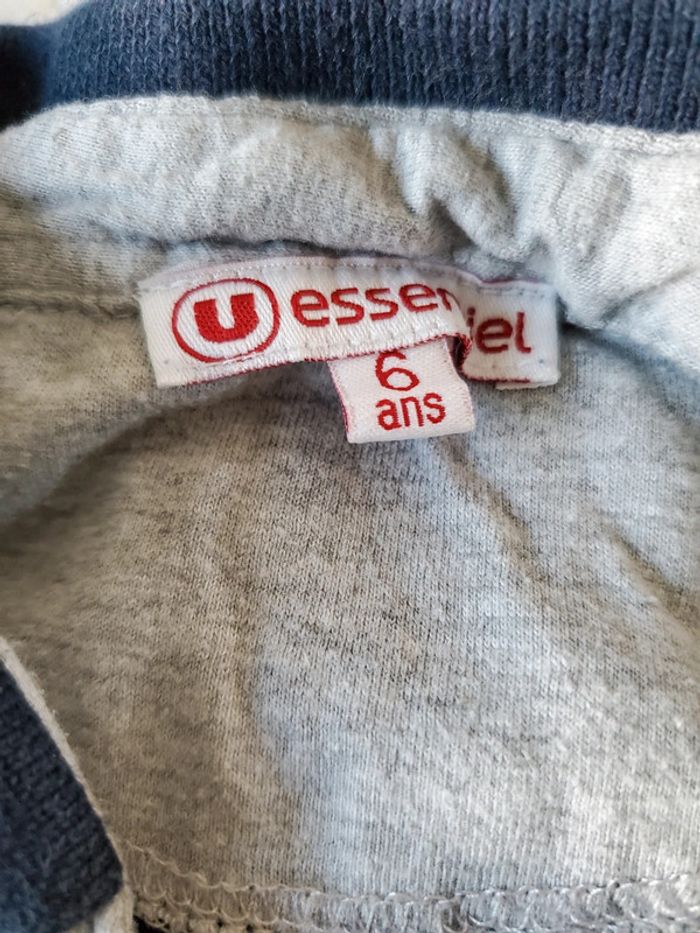 U essen iel
6
ans